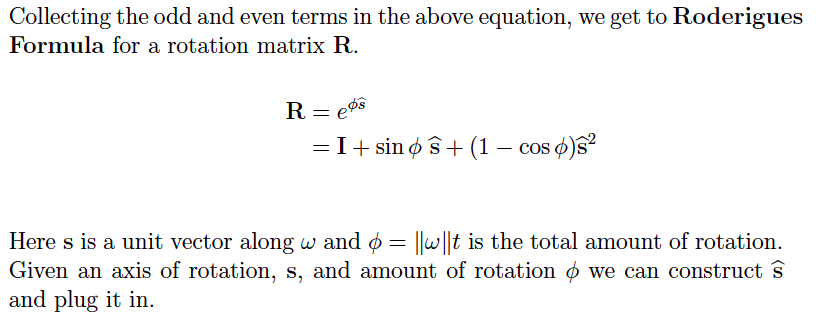 Collecting the odd and even terms in the above equation, we get to Roderigues
Formula for a rotation matrix R.
R = e^{ϕŝ}
= I + sin ϕ ŝ + (1 − cos ϕ)ŝ²
Here s is a unit vector along ω and ϕ = ||ω||t is the total amount of rotation.
Given an axis of rotation, s, and amount of rotation ϕ we can construct ŝ
and plug it in.